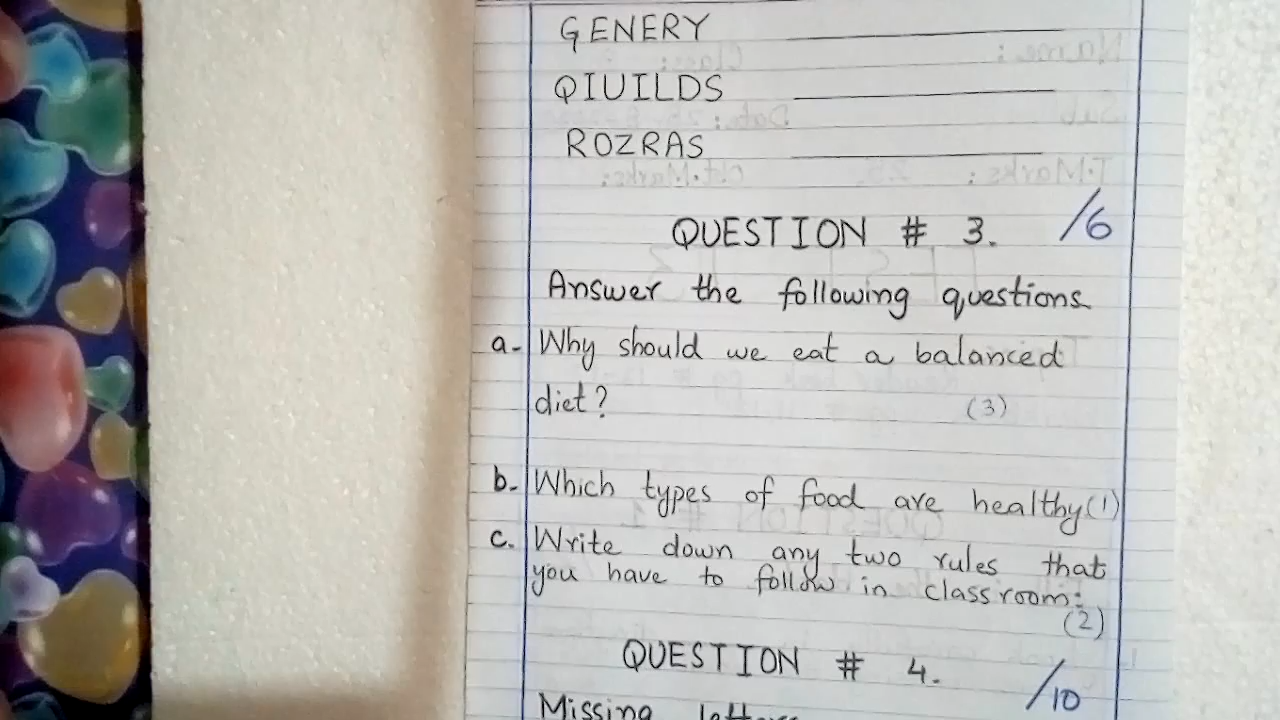 GENERY
QIUILDS
ROZRAS
QUESTION # 3. /6
Answer the following questions
a. Why should we eat a balanced
diet? (3)
b. Which types of food are healthy(1)
c. Write down any two rules that
you have to follow in classroom:
(2)
QUESTION # 4. /10
Missing letters